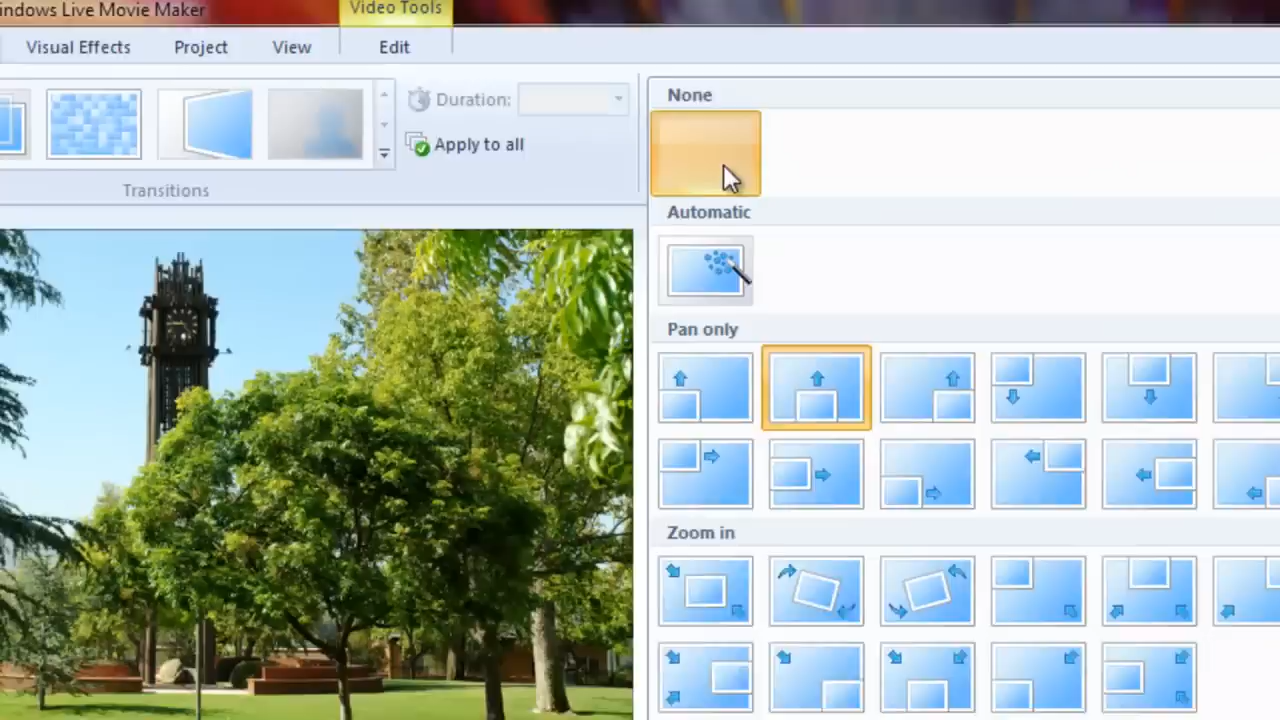 indows Live Movie Maker
Video Tools
Visual Effects
Project
View
Edit
Duration:
Apply to all
Transitions
None
Automatic
Pan only
Zoom in